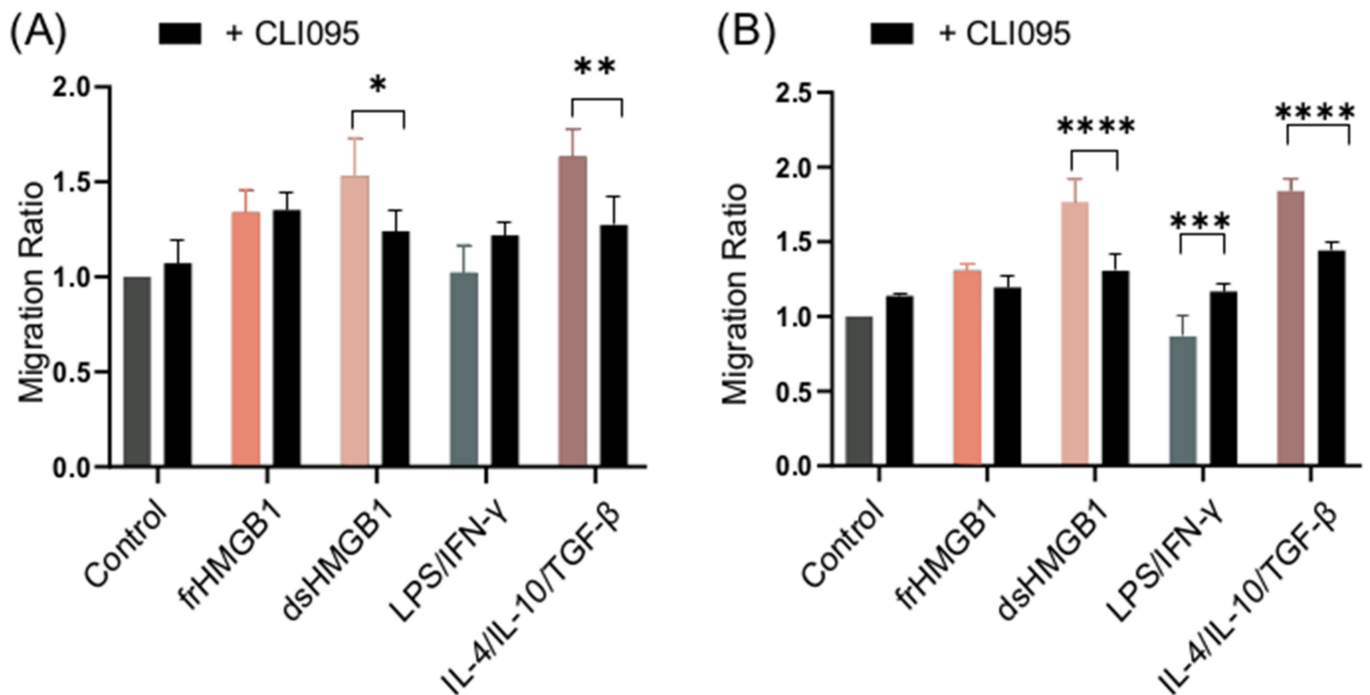 (A)
+ CLI095
Migration Ratio
2.0
1.5
1.0
0.5
0.0
*
**
Control
frHMGB1
dsHMGB1
LPS/IFN-γ
IL-4/IL-10/TGF-β
(B)
+ CLI095
Migration Ratio
2.5
2.0
1.5
1.0
0.5
0.0
****
***
****
Control
frHMGB1
dsHMGB1
LPS/IFN-γ
IL-4/IL-10/TGF-β